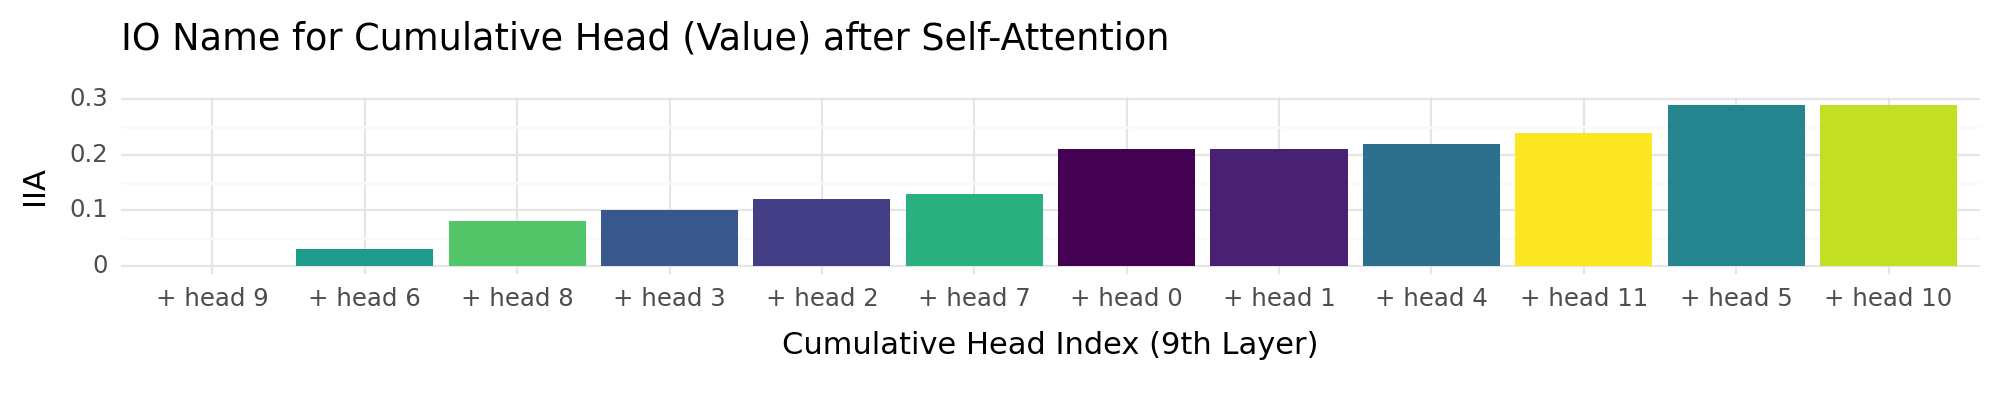 IO Name for Cumulative Head (Value) after Self-Attention
IIA
0.3
0.2
0.1
0
+ head 9 + head 6 + head 8 + head 3 + head 2 + head 7 + head 0 + head 1 + head 4 + head 11 + head 5 + head 10
Cumulative Head Index (9th Layer)